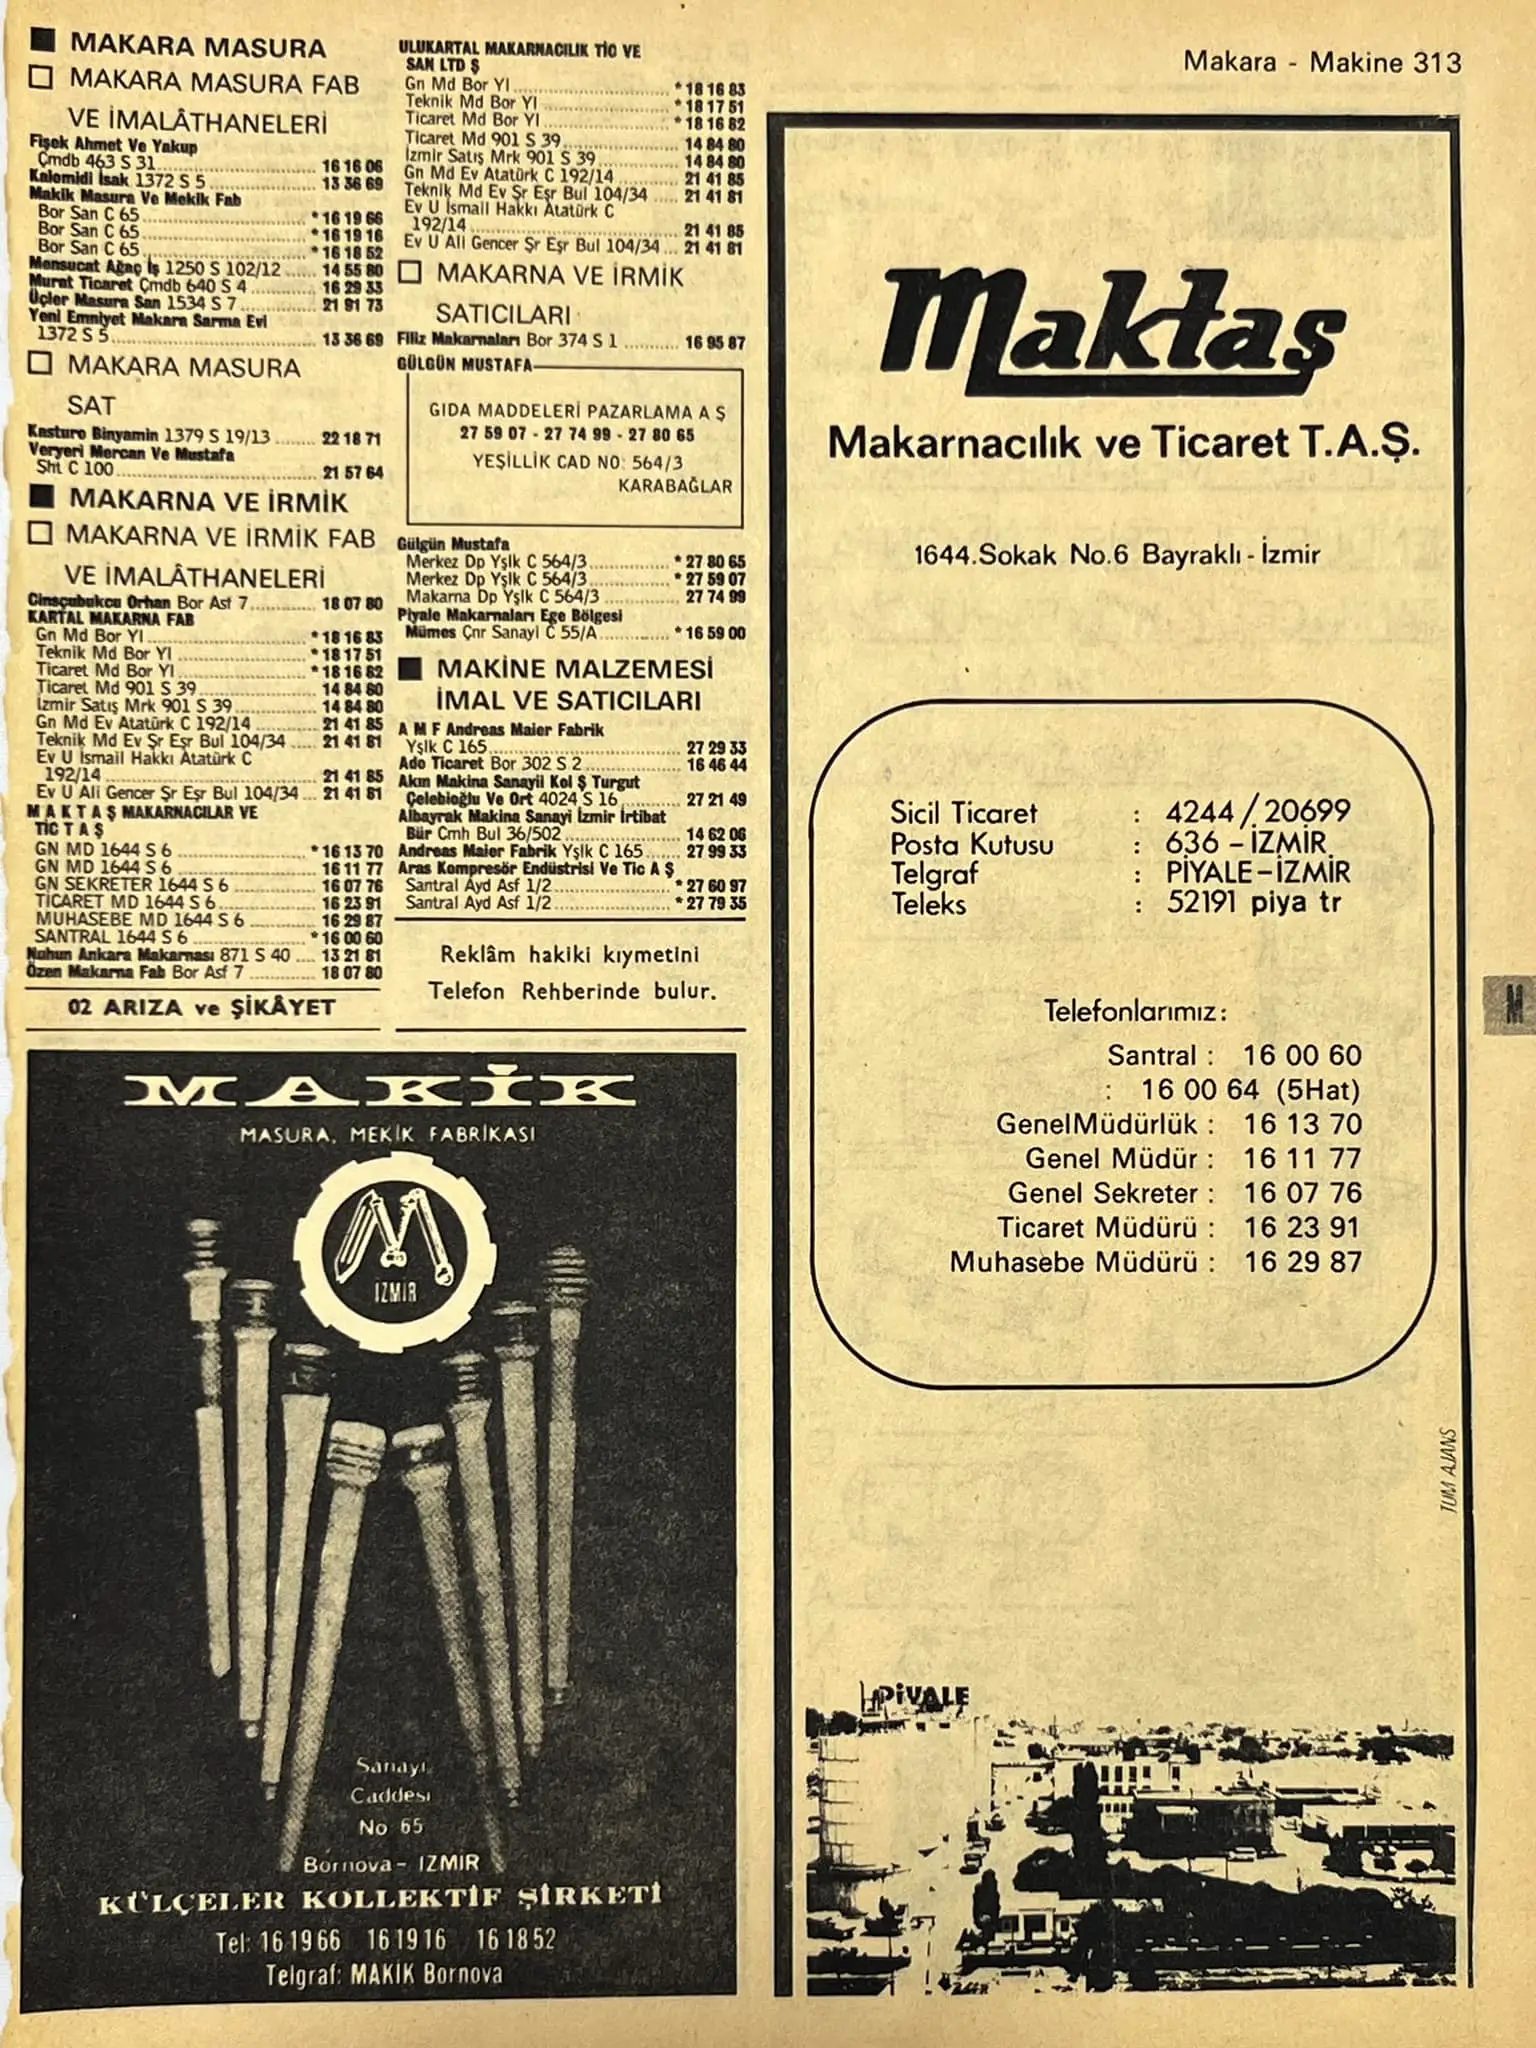 Makara - Makine 313
MAKARA MASURA
MAKARA MASURA FAB
VE İMALÂTHANELERİ
Fişek Ahmet Ve Yakup
Çmdb 463 S 31 16 16 06
Kalomidi İsak 1372 S 5 13 36 69
Makik Masura Ve Mekik Fab
Bor San C 65 *16 19 66
Bor San C 65 *16 19 16
Bor San C 65 *16 18 52
Mensucat Ağaç İş 1250 S 102/12 14 55 80
Murat Ticaret Çmdb 640 S 4 16 29 33
Üçler Masura San 1534 S 7 21 91 73
Yeni Emniyet Makara Sarma Evi
1372 S 5 13 36 69
MAKARA MASURA
SAT
Kasturo Binyamin 1379 S 19/13 22 18 71
Veryeri Mercan Ve Mustafa
Şht C 100 21 57 64
MAKARNA VE İRMİK
MAKARNA VE İRMİK FAB
VE İMALÂTHANELERİ
Cinsçubukcu Orhan Bor Asf 7 18 07 80
KARTAL MAKARNA FAB
Gn Md Bor Yl *18 16 83
Teknik Md Bor Yl *18 17 51
Ticaret Md Bor Yl *18 16 82
Ticaret Md 901 S 39 14 84 80
İzmir Satış Mrk 901 S 39 14 84 80
Gn Md Ev Atatürk C 192/14 21 41 85
Teknik Md Ev Şr Eşr Bul 104/34 21 41 81
Ev U İsmail Hakkı Atatürk C
192/14 21 41 85
Ev U Ali Gencer Şr Eşr Bul 104/34 21 41 81
M A K T A Ş MAKARNACILAR VE
TİC T A Ş
GN MD 1644 S 6 *16 13 70
GN MD 1644 S 6 16 11 77
GN SEKRETER 1644 S 6 16 07 76
TİCARET MD 1644 S 6 16 23 91
MUHASEBE MD 1644 S 6 16 29 87
SANTRAL 1644 S 6 *16 00 60
Nuhun Ankara Makarnası 871 S 40 13 21 81
Özen Makarna Fab Bor Asf 7 18 07 80
02 ARIZA ve ŞİKÂYET
ULUKARTAL MAKARNACILIK TİC VE
SAN LTD Ş
Gn Md Bor Yl *18 16 83
Teknik Md Bor Yl *18 17 51
Ticaret Md Bor Yl *18 16 82
Ticaret Md 901 S 39 14 84 80
İzmir Satış Mrk 901 S 39 14 84 80
Gn Md Ev Atatürk C 192/14 21 41 85
Teknik Md Ev Şr Eşr Bul 104/34 21 41 81
Ev U İsmail Hakkı Atatürk C
192/14 21 41 85
Ev U Ali Gencer Şr Eşr Bul 104/34 21 41 81
MAKARNA VE İRMİK
SATICILARI
Filiz Makarnaları Bor 374 S 1 16 95 87
GÜLGÜN MUSTAFA
GIDA MADDELERİ PAZARLAMA A Ş
27 59 07 - 27 74 99 - 27 80 65
YEŞİLLİK CAD NO: 564/3
KARABAĞLAR
Gülgün Mustafa
Merkez Dp Yşlk C 564/3 *27 80 65
Merkez Dp Yşlk C 564/3 *27 59 07
Makarna Dp Yşlk C 564/3 27 74 99
Piyale Makarnaları Ege Bölgesi
Mümes Çnr Sanayi C 55/A *16 59 00
MAKİNE MALZEMESİ
İMAL VE SATICILARI
A M F Andreas Maier Fabrik
Yşlk C 165 27 29 33
Ado Ticaret Bor 302 S 2 16 46 44
Akın Makina Sanayii Kol Ş Turgut
Çelebioğlu Ve Ort 4024 S 16 27 21 49
Albayrak Makina Sanayi İzmir İrtibat
Bür Cmh Bul 36/502 14 62 06
Andreas Maier Fabrik Yşlk C 165 27 99 33
Aras Kompresör Endüstrisi Ve Tic A Ş
Santral Ayd Asf 1/2 *27 60 97
Santral Ayd Asf 1/2 *27 79 35
Reklâm hakiki kıymetini
Telefon Rehberinde bulur.
MAKİK
MASURA, MEKİK FABRİKASI
M
İZMİR
Sanayi
Caddesi
No 65
Bornova - İZMİR
KÜLÇELER KOLLEKTİF ŞİRKETİ
Tel: 16 19 66 16 19 16 16 18 52
Telgraf: MAKİK Bornova
Maktaş
Makarnacılık ve Ticaret T.A.Ş.
1644.Sokak No.6 Bayraklı - İzmir
Sicil Ticaret : 4244/20699
Posta Kutusu : 636 - İZMİR
Telgraf : PİYALE-İZMİR
Teleks : 52191 piya tr
Telefonlarımız:
Santral : 16 00 60
: 16 00 64 (5Hat)
Genel Müdürlük : 16 13 70
Genel Müdür : 16 11 77
Genel Sekreter : 16 07 76
Ticaret Müdürü : 16 23 91
Muhasebe Müdürü : 16 29 87
TUM AJANS
PİYALE
M